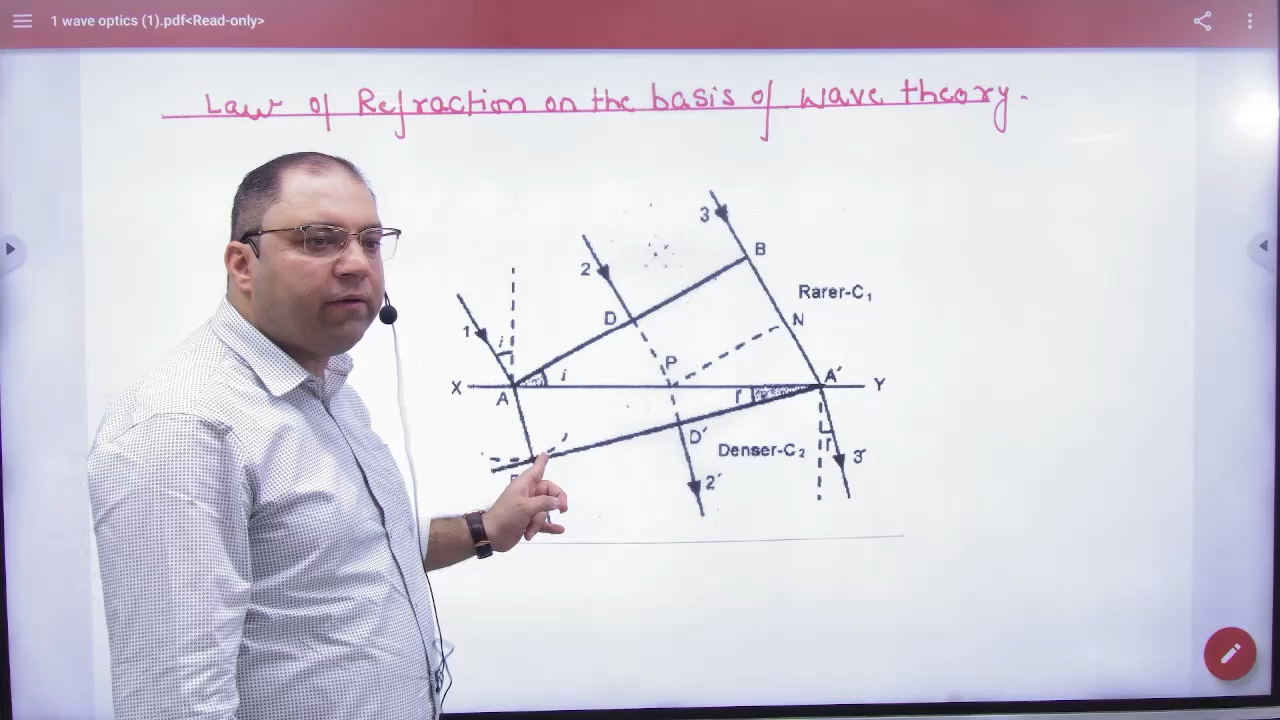 1 wave optics (1).pdf<Read-only>
Law of Refraction on the basis of wave theory.
3
B
2
Rarer-C₁
D
N
1
i
P
i
A'
X
Y
A
r
D'
Denser-C₂
r
3'
2'